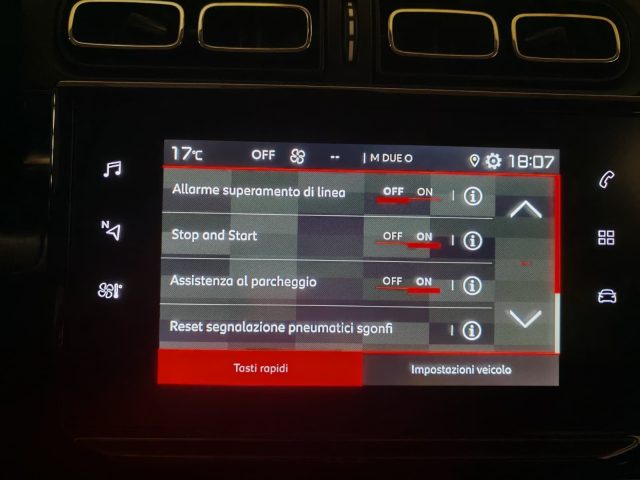 17°C OFF -- | M DUE O 18:07
Allarme superamento di linea OFF ON | i
Stop and Start OFF ON | i
Assistenza al parcheggio OFF ON | i
Reset segnalazione pneumatici sgonfi | i
Tasti rapidi Impostazioni veicolo
N